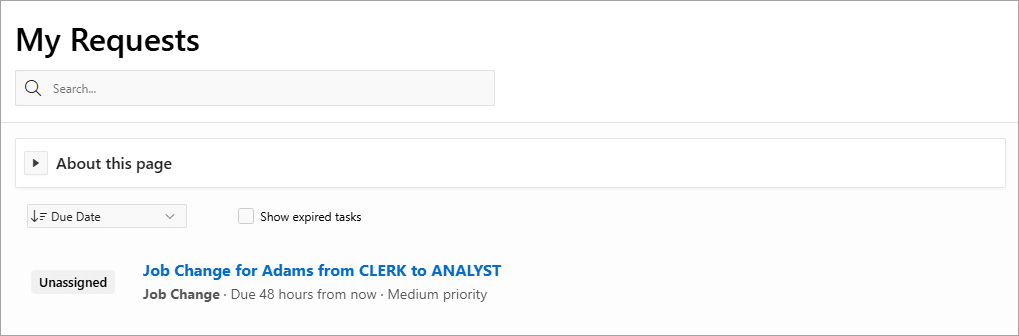 My Requests
Search...
About this page
Due Date
Show expired tasks
Unassigned
Job Change for Adams from CLERK to ANALYST
Job Change · Due 48 hours from now · Medium priority